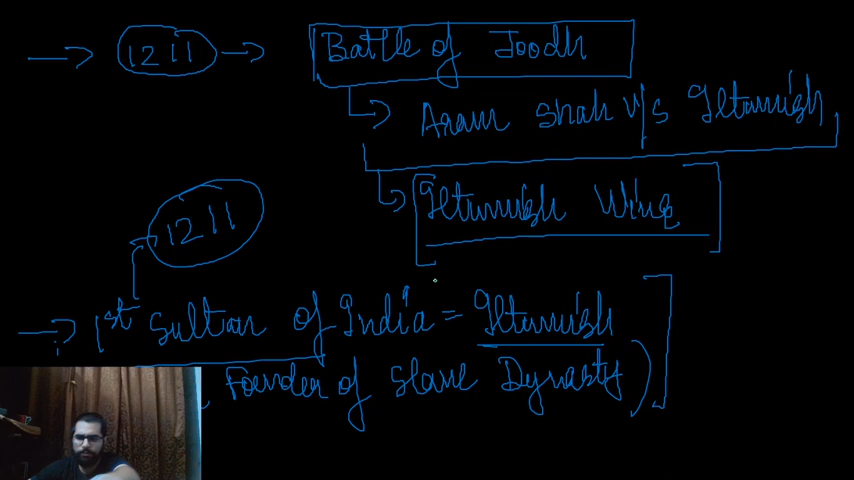 → 1211 → Battle of Joodh
↳ Aram Shah v/s Iltumish
↳ Iltumish Wins
1211
→ 1st Sultan of India = Iltumish
Founder of Slave Dynasty)